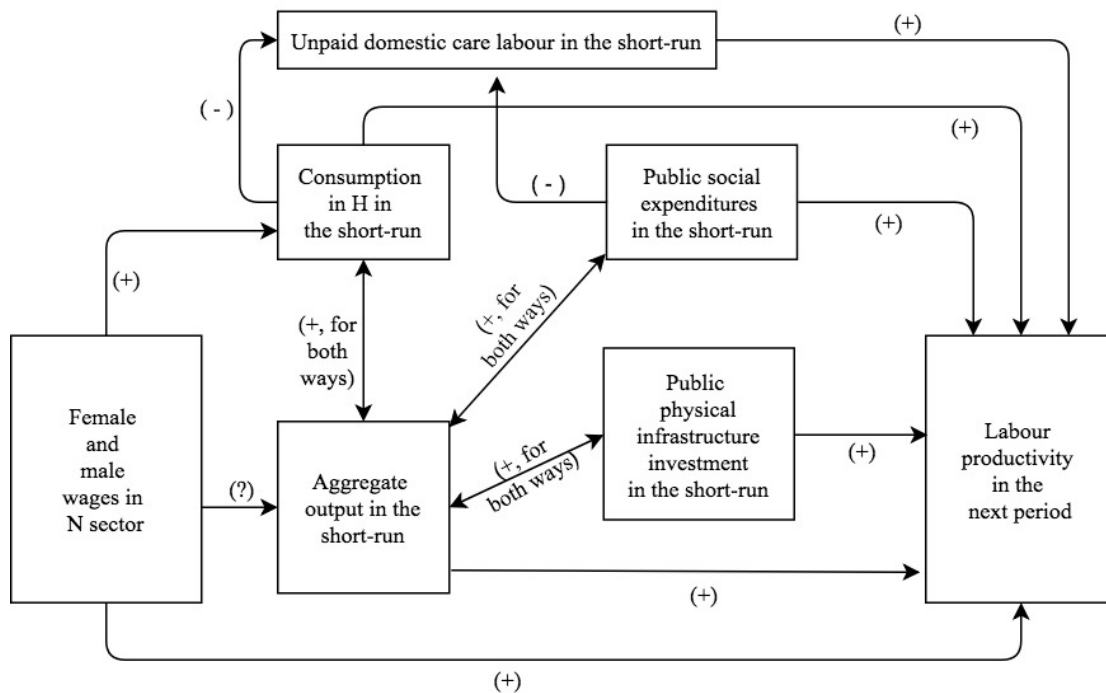 Unpaid domestic care labour in the short-run
(+)
( - )
(+)
Consumption
in H in
the short-run
( - )
Public social
expenditures
in the short-run
(+)
(+)
(+, for
both
ways)
(+, for
both ways)
Female
and
male
wages in
N sector
(?)
Aggregate
output in the
short-run
(+, for
both ways)
Public
physical
infrastructure
investment
in the short-run
(+)
Labour
productivity
in the
next period
(+)
(+)